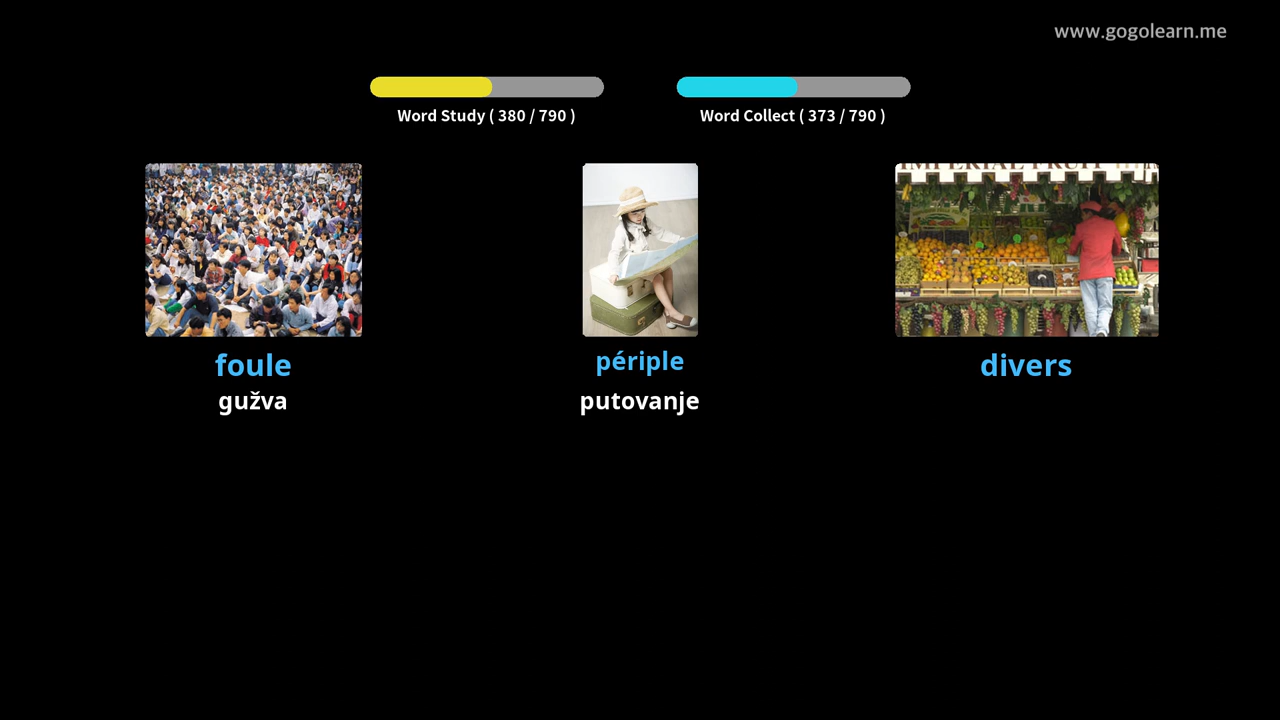 www.gogolearn.me
Word Study ( 380 / 790 )
Word Collect ( 373 / 790 )
foule
périple
divers
gužva
putovanje